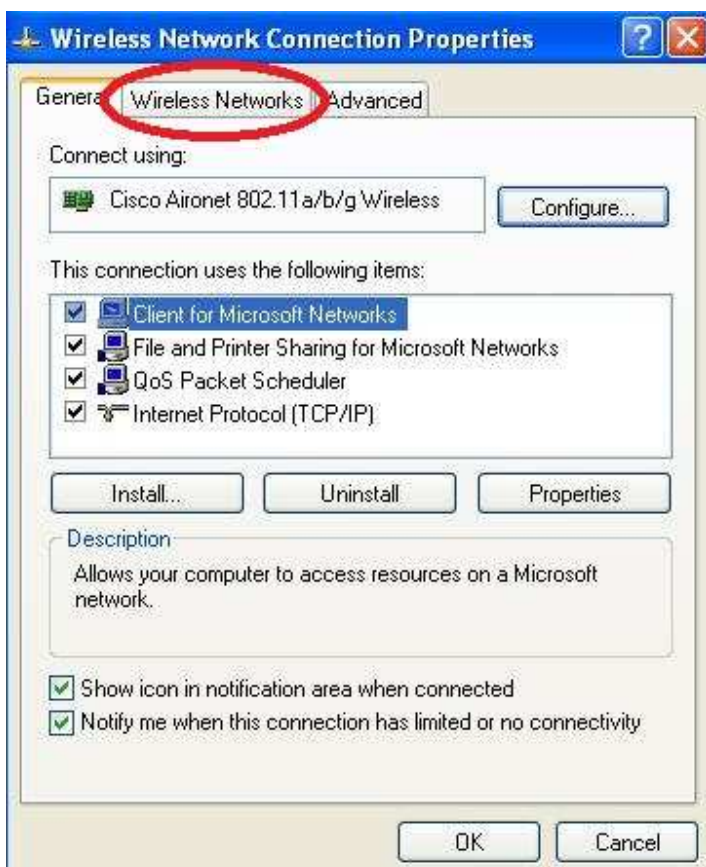 Wireless Network Connection Properties
General Wireless Networks Advanced
Connect using:
Cisco Aironet 802.11a/b/g Wireless
Configure...
This connection uses the following items:
Client for Microsoft Networks
File and Printer Sharing for Microsoft Networks
QoS Packet Scheduler
Internet Protocol (TCP/IP)
Install... Uninstall Properties
Description
Allows your computer to access resources on a Microsoft
network.
Show icon in notification area when connected
Notify me when this connection has limited or no connectivity
OK Cancel